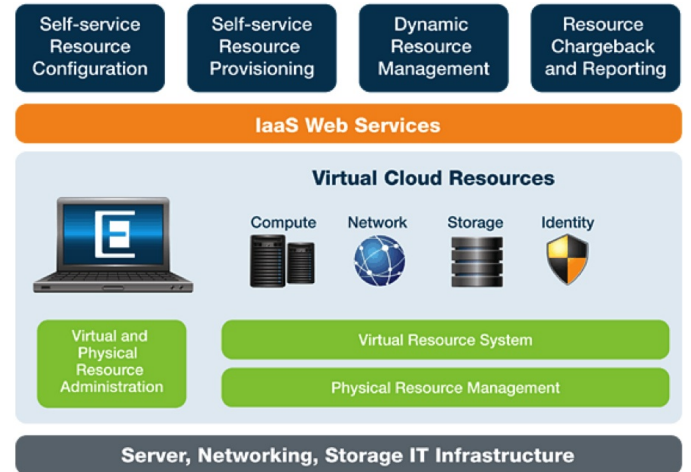 Self-service
Resource
Configuration
Self-service
Resource
Provisioning
Dynamic
Resource
Management
Resource
Chargeback
and Reporting
IaaS Web Services
Virtual Cloud Resources
Compute
Network
Storage
Identity
E
Virtual and
Physical
Resource
Administration
Virtual Resource System
Physical Resource Management
Server, Networking, Storage IT Infrastructure